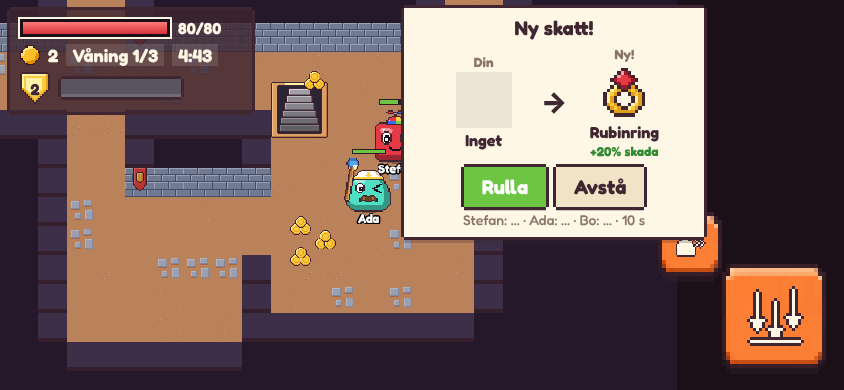 80/80
2 Våning 1/3 4:43
2
Ny skatt!
Din
Ny!
Inget
Rubinring
+20% skada
Rulla
Avstå
Stefan: ... · Ada: ... · Bo: ... · 10 s
Stef
Ada